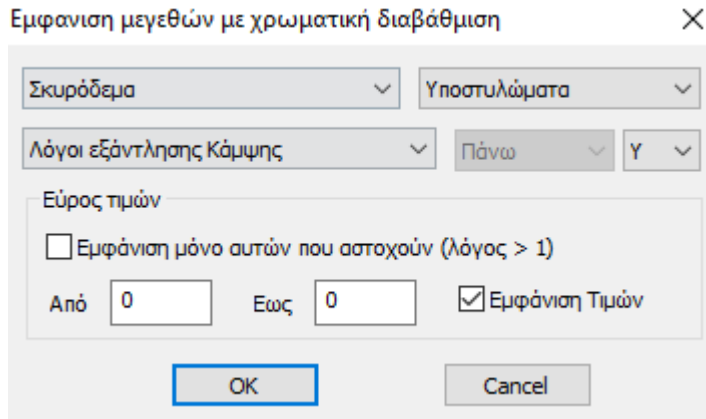 Εμφανιση μεγεθών με χρωματική διαβάθμιση
Σκυρόδεμα Υποστυλώματα
Λόγοι εξάντλησης Κάμψης Πάνω Y
Εύρος τιμών
Εμφάνιση μόνο αυτών που αστοχούν (λόγος > 1)
Από 0 Εως 0 Εμφάνιση Τιμών
OK Cancel